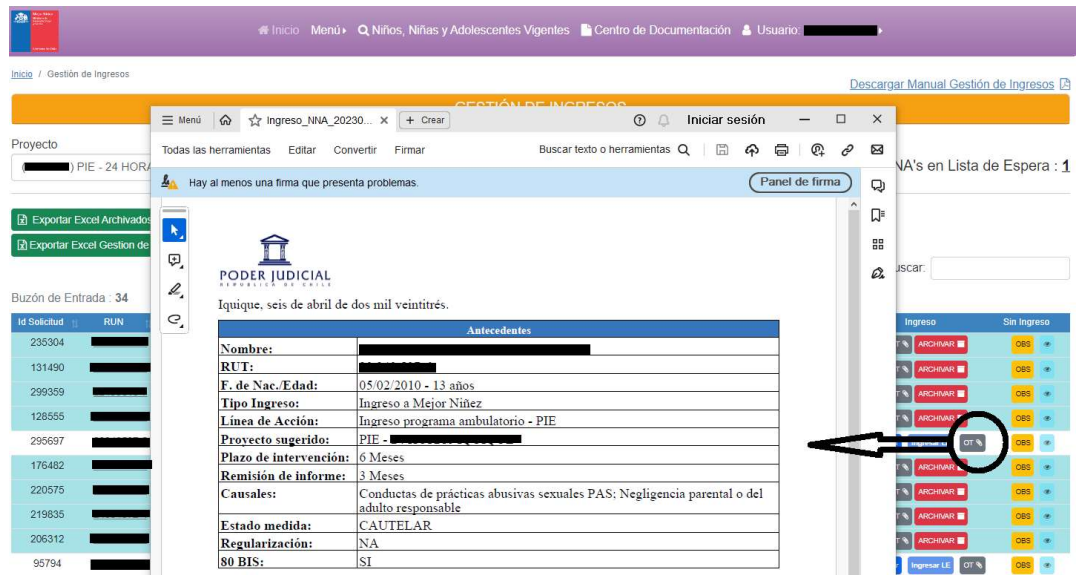 Inicio Menú Niños, Niñas y Adolescentes Vigentes Centro de Documentación Usuario:
Inicio / Gestión de Ingresos
Descargar Manual Gestión de Ingresos
GESTIÓN DE INGRESOS
Menú Ingreso_NNA_20230... × + Crear Iniciar sesión
Proyecto
Todas las herramientas Editar Convertir Firmar Buscar texto o herramientas
( ) PIE - 24 HORA
NA's en Lista de Espera : 1
Hay al menos una firma que presenta problemas. Panel de firma
Exportar Excel Archivados
Exportar Excel Gestion de
uscar:
PODER JUDICIAL
REPUBLICA DE CHILE
Buzón de Entrada : 34
Iquique, seis de abril de dos mil veintitrés.
Id Solicitud RUN Ingreso Sin Ingreso
Antecedentes
235304 ARCHIVAR OBS
Nombre:
RUT:
131490 ARCHIVAR OBS
F. de Nac./Edad: 05/02/2010 - 13 años
299359 ARCHIVAR OBS
Tipo Ingreso: Ingreso a Mejor Niñez
128555 ARCHIVAR OBS
Línea de Acción: Ingreso programa ambulatorio - PIE
295697 Ingresar LE OT OBS
Proyecto sugerido: PIE -
Plazo de intervención: 6 Meses
176482 ARCHIVAR OBS
Remisión de informe: 3 Meses
220575 ARCHIVAR OBS
Causales: Conductas de prácticas abusivas sexuales PAS; Negligencia parental o del
adulto responsable
219835 ARCHIVAR OBS
Estado medida: CAUTELAR
206312 ARCHIVAR OBS
Regularización: NA
80 BIS: SI
95794 Ingresar LE OT OBS